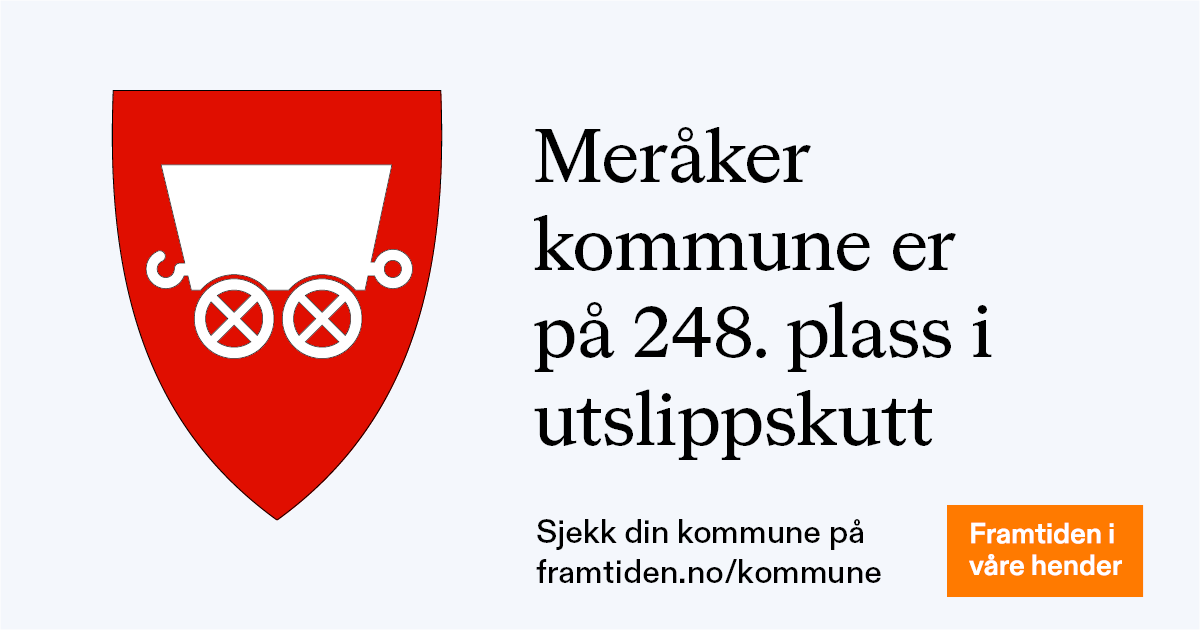 Meråker
kommune er
på 248. plass i
utslippskutt
Sjekk din kommune på
framtiden.no/kommune
Framtiden i
våre hender